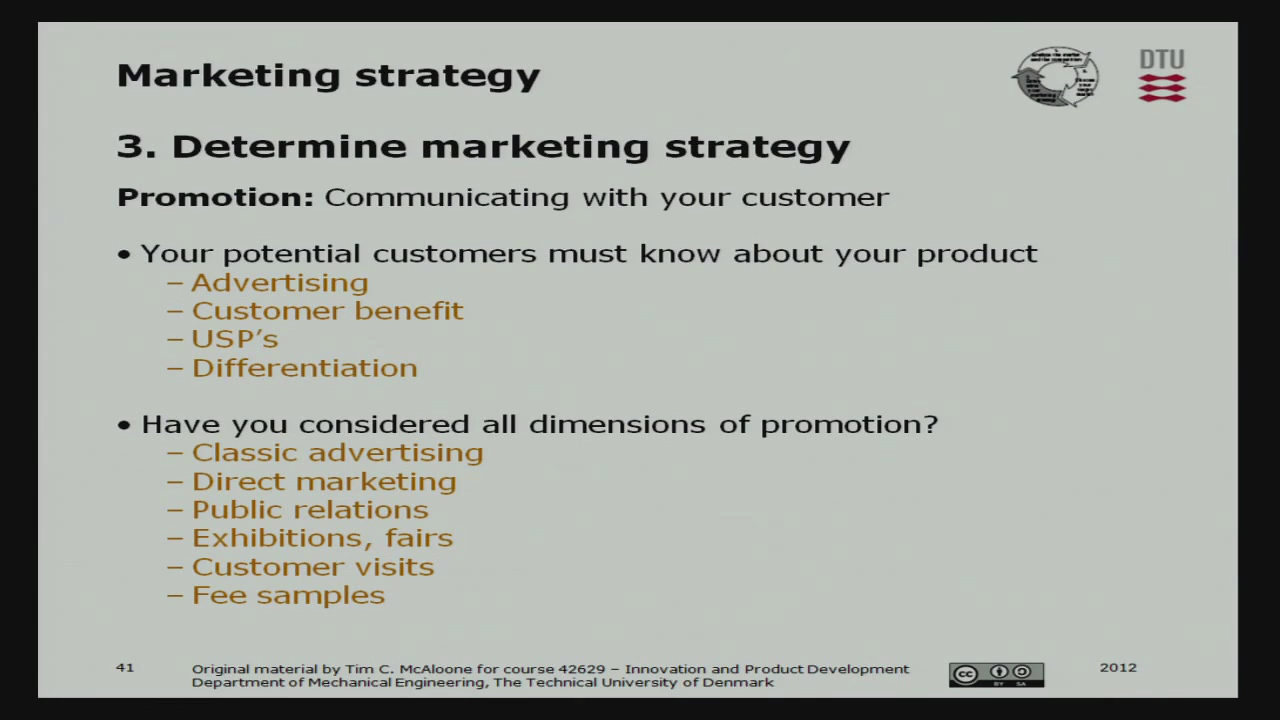 Marketing strategy
DTU
3. Determine marketing strategy
Promotion: Communicating with your customer
• Your potential customers must know about your product
– Advertising
– Customer benefit
– USP’s
– Differentiation
• Have you considered all dimensions of promotion?
– Classic advertising
– Direct marketing
– Public relations
– Exhibitions, fairs
– Customer visits
– Fee samples
41
Original material by Tim C. McAloone for course 42629 – Innovation and Product Development
Department of Mechanical Engineering, The Technical University of Denmark
cc
BY SA
2012